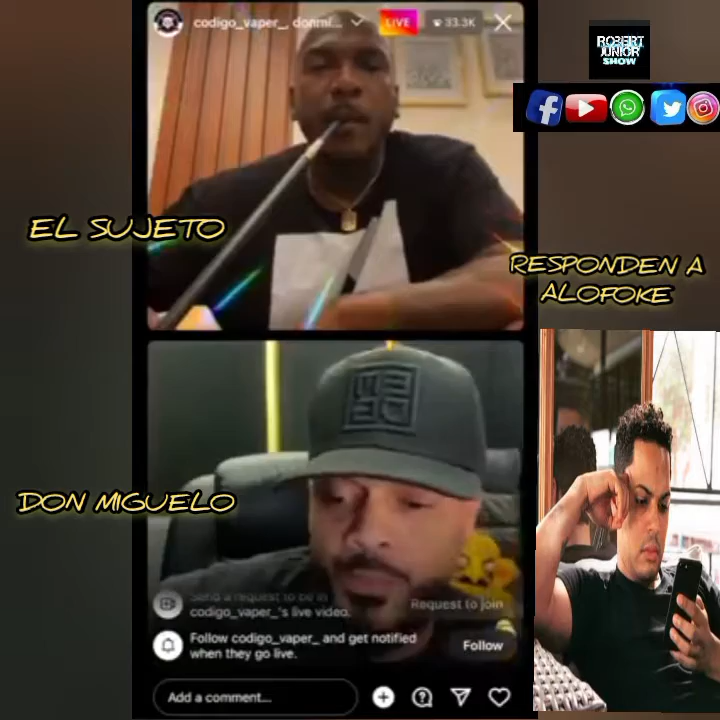 codigo_vaper_, donmi...
LIVE
33.3K
ROBERT
JUNIOR
SHOW
EL SUJETO
RESPONDEN A
ALOFOKE
DON MIGUELO
Send a request to be in
codigo_vaper_'s live video.
Request to join
Follow codigo_vaper_ and get notified
when they go live.
Follow
Add a comment...